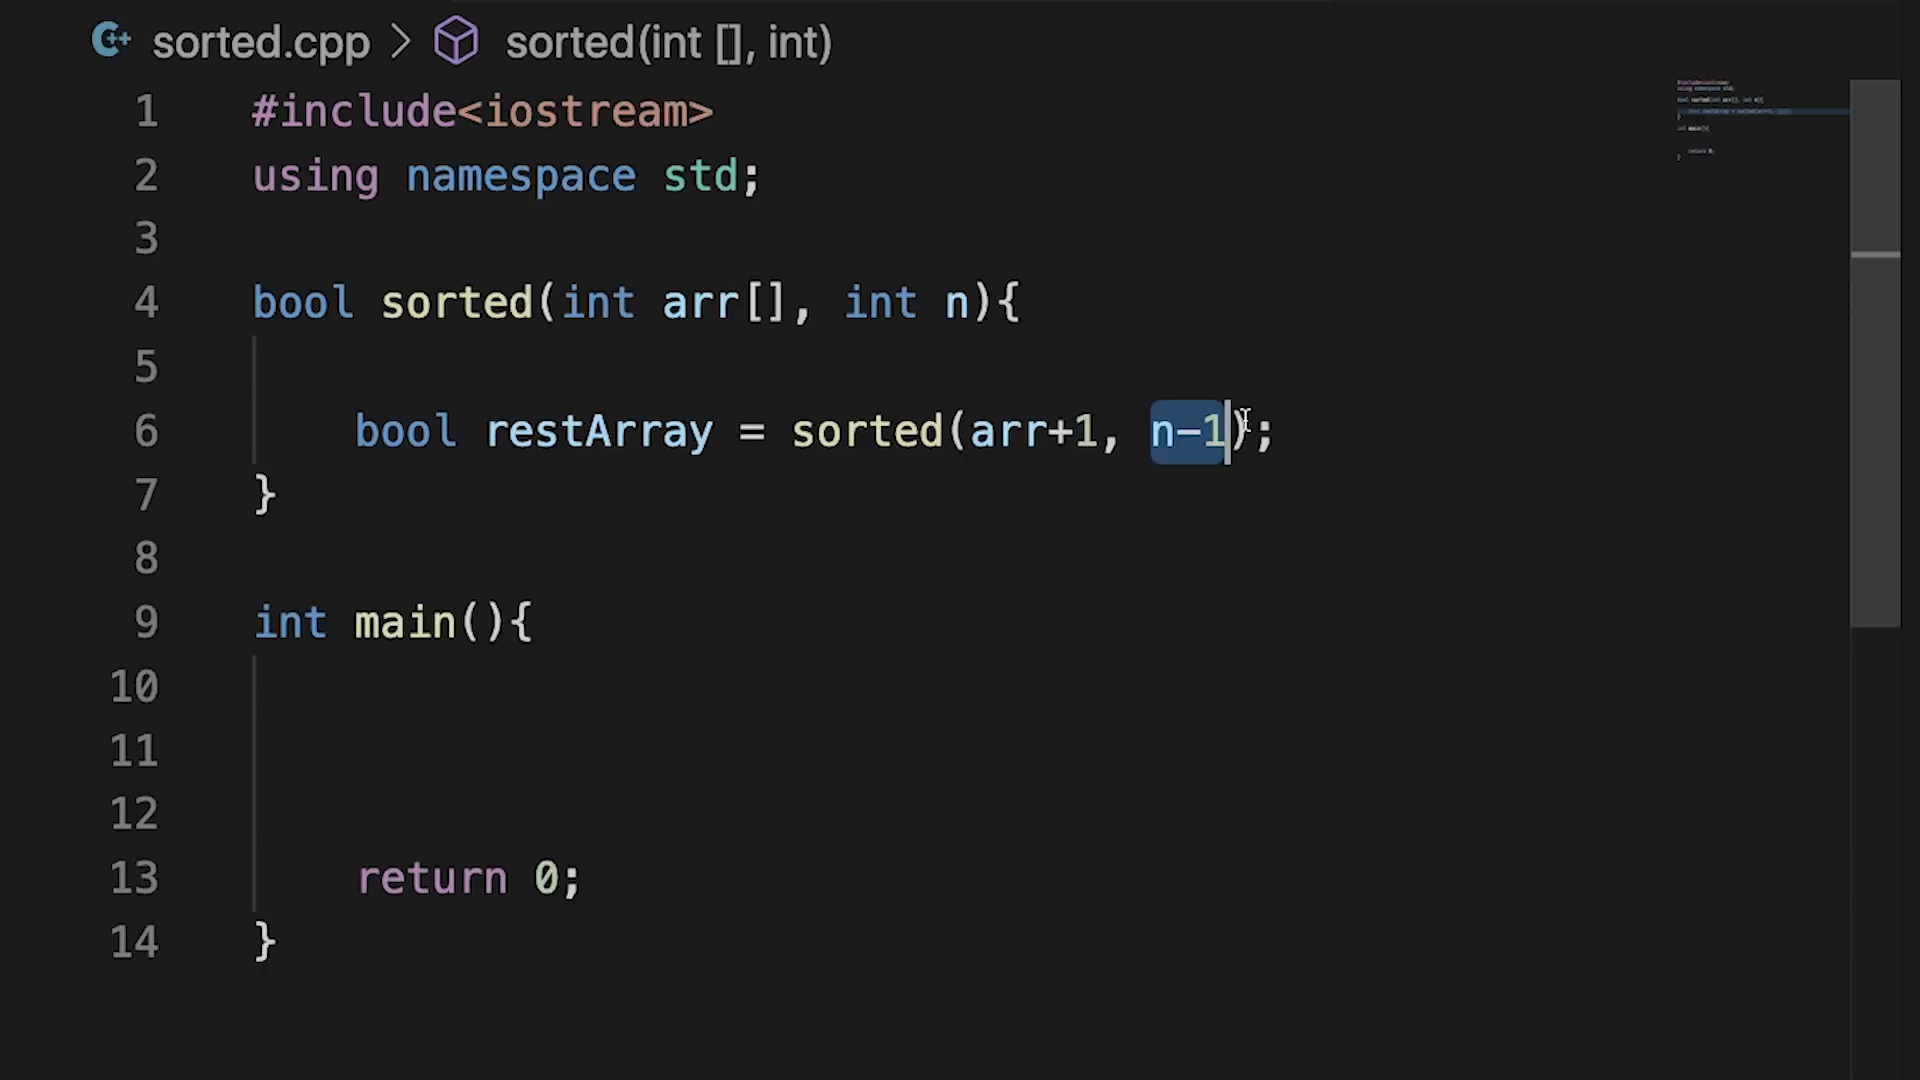 sorted.cpp > sorted(int [], int)
1 #include<iostream>
2 using namespace std;
3
4 bool sorted(int arr[], int n){
5
6 bool restArray = sorted(arr+1, n-1);
7 }
8
9 int main(){
10
11
12
13 return 0;
14 }